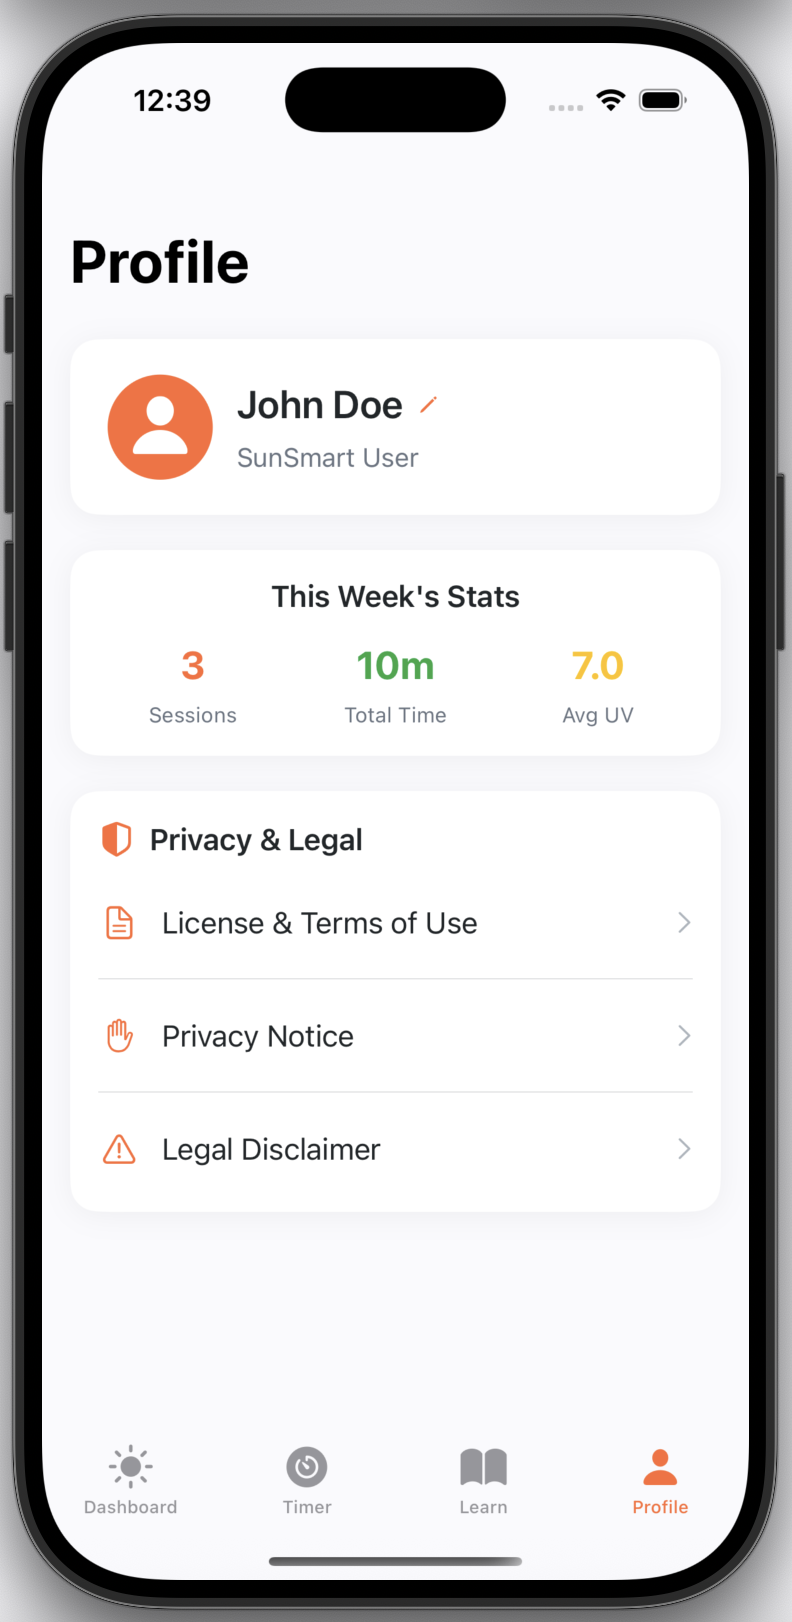 12:39
Profile
John Doe
SunSmart User
This Week's Stats
3
10m
7.0
Sessions
Total Time
Avg UV
Privacy & Legal
License & Terms of Use
Privacy Notice
Legal Disclaimer
Dashboard
Timer
Learn
Profile